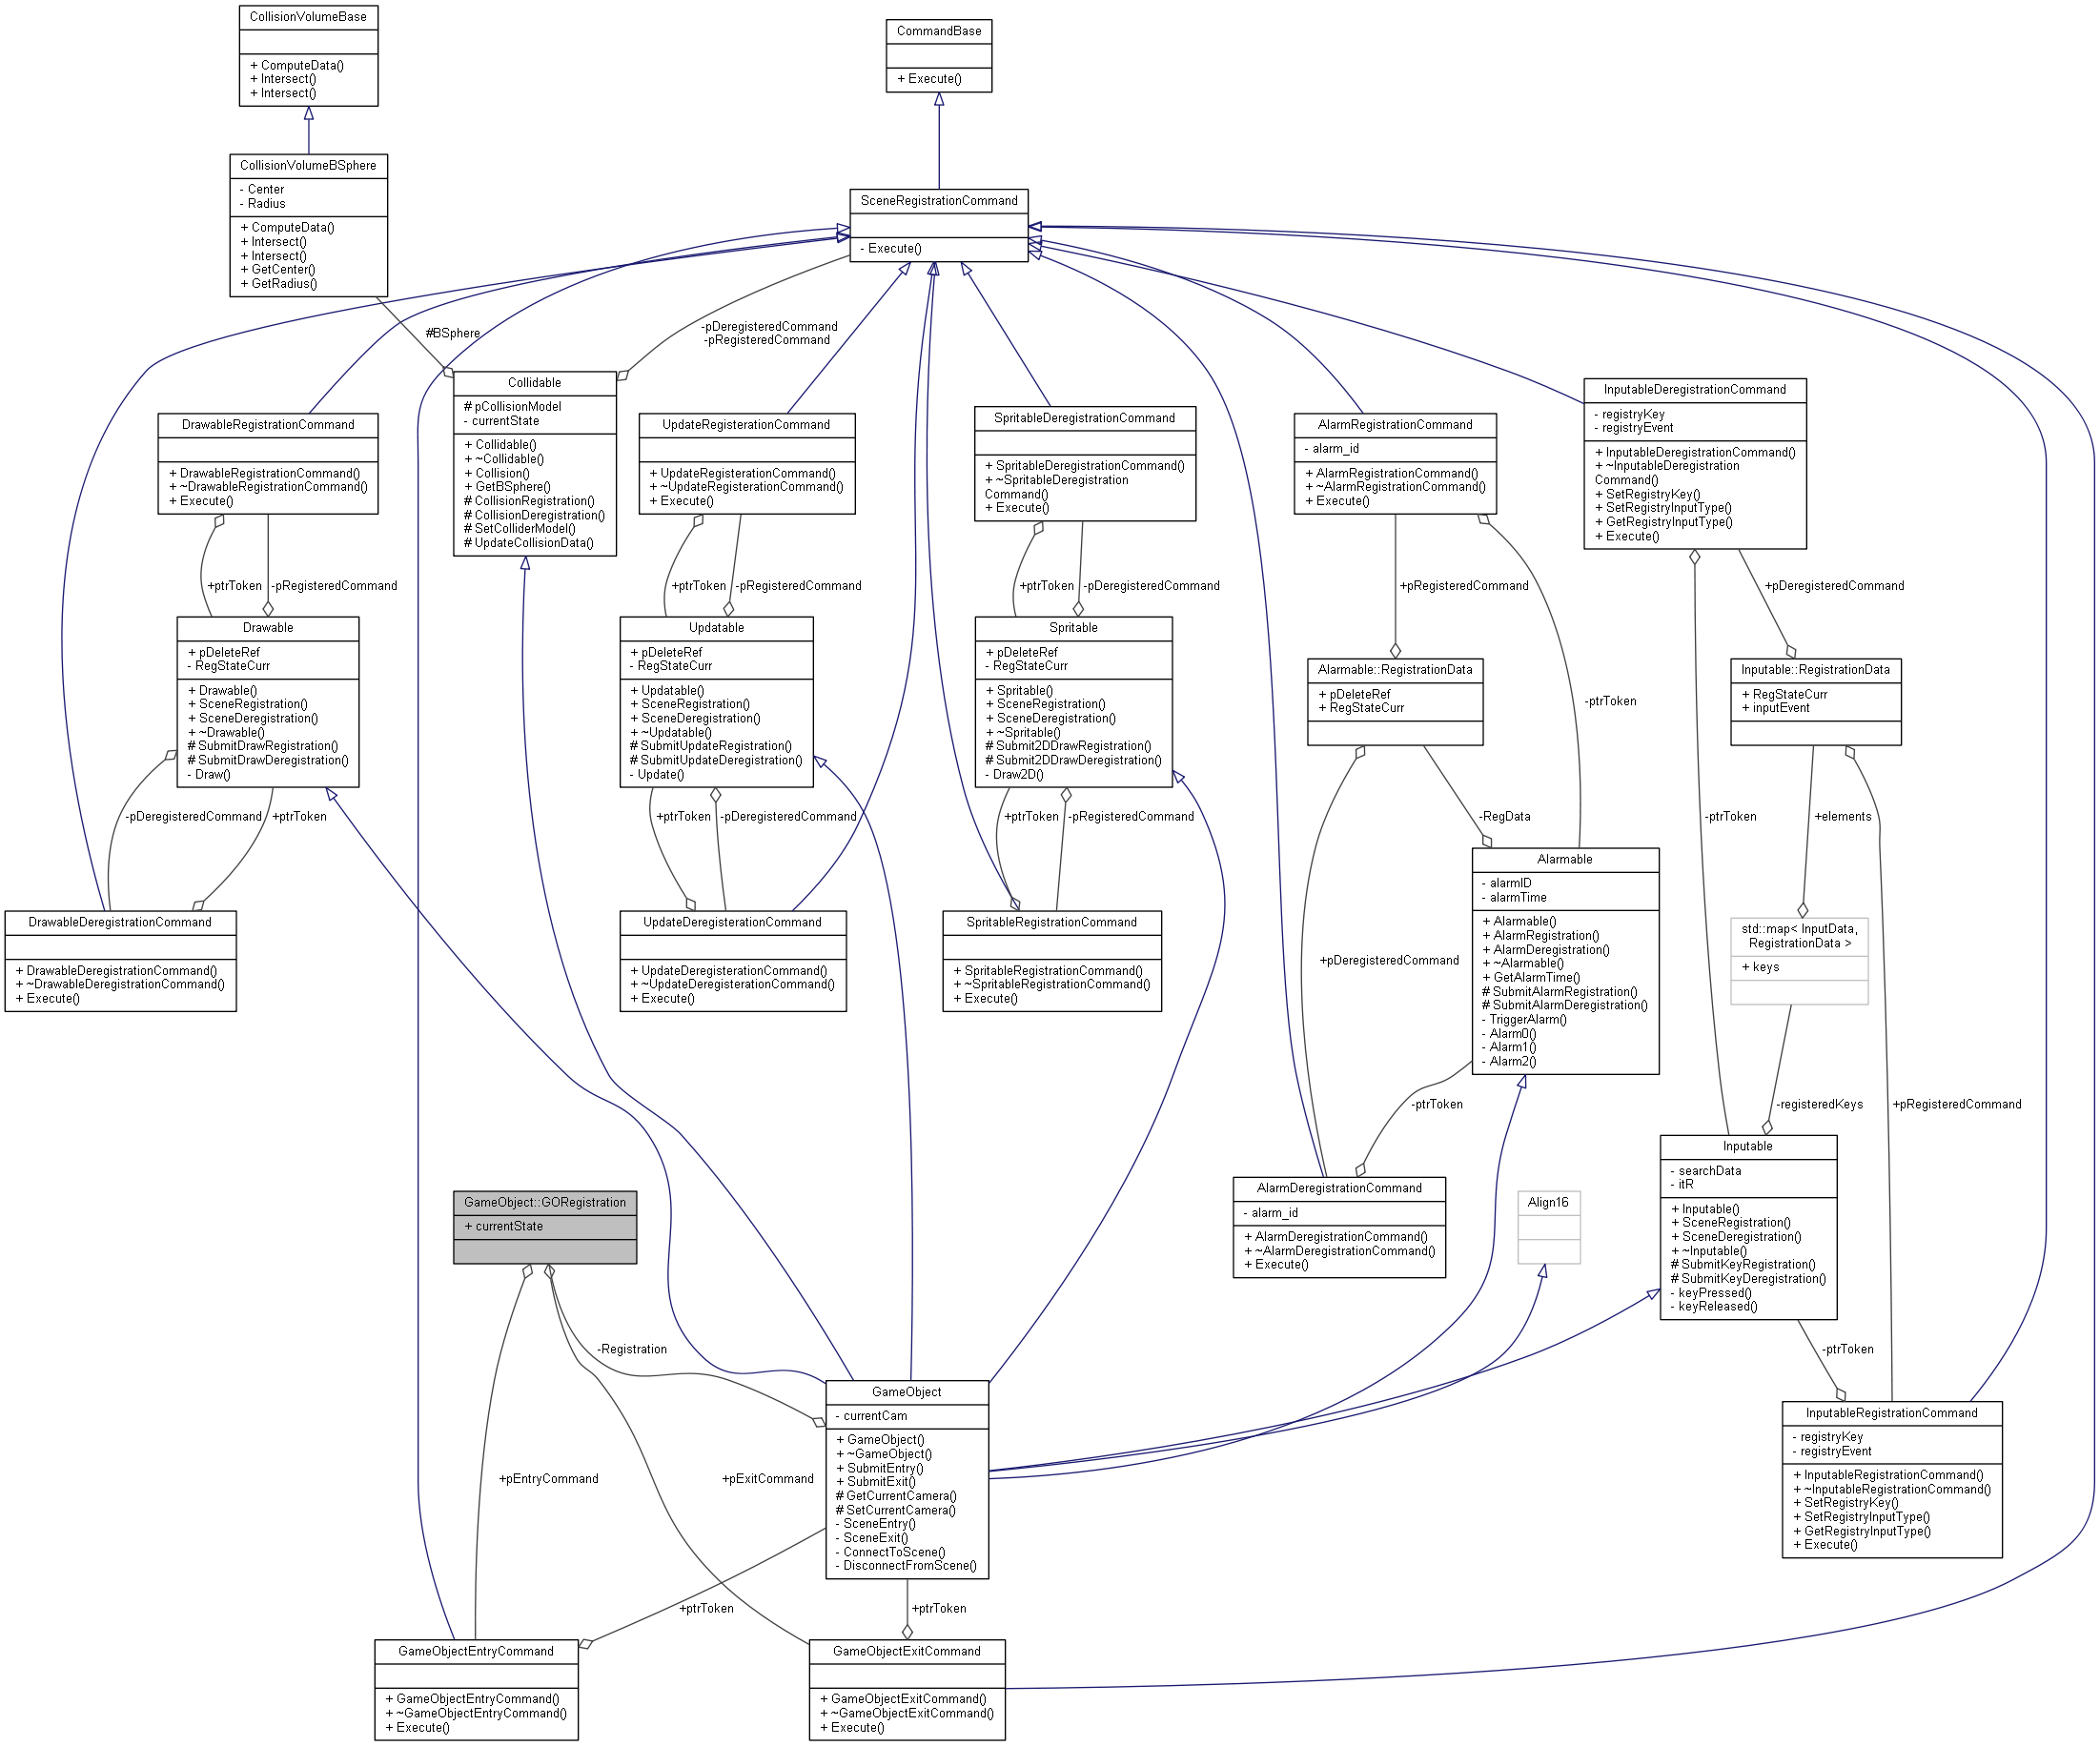 CollisionVolumeBase
+ ComputeData()
+ Intersect()
+ Intersect()
CommandBase
+ Execute()
CollisionVolumeBSphere
- Center
- Radius
+ ComputeData()
+ Intersect()
+ Intersect()
+ GetCenter()
+ GetRadius()
SceneRegistrationCommand
- Execute()
#BSphere
-pDeregisteredCommand
-pRegisteredCommand
Collidable
# pCollisionModel
- currentState
+ Collidable()
+ ~Collidable()
+ Collision()
+ GetBSphere()
# CollisionRegistration()
# CollisionDeregistration()
# SetColliderModel()
# UpdateCollisionData()
DrawableRegistrationCommand
+ DrawableRegistrationCommand()
+ ~DrawableRegistrationCommand()
+ Execute()
UpdateRegisterationCommand
+ UpdateRegisterationCommand()
+ ~UpdateRegisterationCommand()
+ Execute()
SpritableDeregistrationCommand
+ SpritableDeregistrationCommand()
+ ~SpritableDeregistration
Command()
+ Execute()
AlarmRegistrationCommand
- alarm_id
+ AlarmRegistrationCommand()
+ ~AlarmRegistrationCommand()
+ Execute()
InputableDeregistrationCommand
- registryKey
- registryEvent
+ InputableDeregistrationCommand()
+ ~InputableDeregistration
Command()
+ SetRegistryKey()
+ SetRegistryInputType()
+ GetRegistryInputType()
+ Execute()
+ptrToken
-pRegisteredCommand
+ptrToken
-pRegisteredCommand
+ptrToken
-pDeregisteredCommand
+pRegisteredCommand
+pDeregisteredCommand
Drawable
+ pDeleteRef
- RegStateCurr
+ Drawable()
+ SceneRegistration()
+ SceneDeregistration()
+ ~Drawable()
# SubmitDrawRegistration()
# SubmitDrawDeregistration()
- Draw()
Updatable
+ pDeleteRef
- RegStateCurr
+ Updatable()
+ SceneRegistration()
+ SceneDeregistration()
+ ~Updatable()
# SubmitUpdateRegistration()
# SubmitUpdateDeregistration()
- Update()
Spritable
+ pDeleteRef
- RegStateCurr
+ Spritable()
+ SceneRegistration()
+ SceneDeregistration()
+ ~Spritable()
# Submit2DDrawRegistration()
# Submit2DDrawDeregistration()
- Draw2D()
Alarmable::RegistrationData
+ pDeleteRef
+ RegStateCurr
-ptrToken
Inputable::RegistrationData
+ RegStateCurr
+ inputEvent
-pDeregisteredCommand
+ptrToken
+ptrToken
-pDeregisteredCommand
+ptrToken
-pRegisteredCommand
-RegData
-ptrToken
+elements
DrawableDeregistrationCommand
+ DrawableDeregistrationCommand()
+ ~DrawableDeregistrationCommand()
+ Execute()
UpdateDeregisterationCommand
+ UpdateDeregisterationCommand()
+ ~UpdateDeregisterationCommand()
+ Execute()
SpritableRegistrationCommand
+ SpritableRegistrationCommand()
+ ~SpritableRegistrationCommand()
+ Execute()
+pDeregisteredCommand
Alarmable
- alarmID
- alarmTime
+ Alarmable()
+ AlarmRegistration()
+ AlarmDeregistration()
+ ~Alarmable()
+ GetAlarmTime()
# SubmitAlarmRegistration()
# SubmitAlarmDeregistration()
- TriggerAlarm()
- Alarm0()
- Alarm1()
- Alarm2()
std::map< InputData,
RegistrationData >
+ keys
-ptrToken
-registeredKeys
+pRegisteredCommand
GameObject::GORegistration
+ currentState
AlarmDeregistrationCommand
- alarm_id
+ AlarmDeregistrationCommand()
+ ~AlarmDeregistrationCommand()
+ Execute()
Align16
Inputable
- searchData
- itR
+ Inputable()
+ SceneRegistration()
+ SceneDeregistration()
+ ~Inputable()
# SubmitKeyRegistration()
# SubmitKeyDeregistration()
- keyPressed()
- keyReleased()
-Registration
-ptrToken
GameObject
- currentCam
+ GameObject()
+ ~GameObject()
+ SubmitEntry()
+ SubmitExit()
# GetCurrentCamera()
# SetCurrentCamera()
- SceneEntry()
- SceneExit()
- ConnectToScene()
- DisconnectFromScene()
InputableRegistrationCommand
- registryKey
- registryEvent
+ InputableRegistrationCommand()
+ ~InputableRegistrationCommand()
+ SetRegistryKey()
+ SetRegistryInputType()
+ GetRegistryInputType()
+ Execute()
+pEntryCommand
+pExitCommand
+ptrToken
+ptrToken
GameObjectEntryCommand
+ GameObjectEntryCommand()
+ ~GameObjectEntryCommand()
+ Execute()
GameObjectExitCommand
+ GameObjectExitCommand()
+ ~GameObjectExitCommand()
+ Execute()